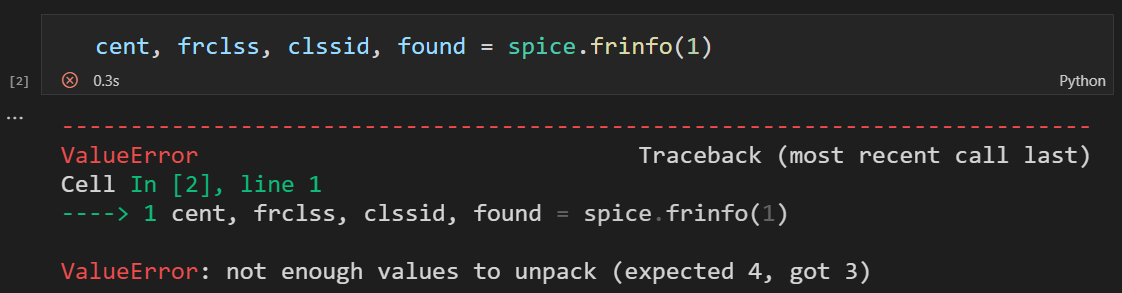 cent, frclss, clssid, found = spice.frinfo(1)
[2] 0.3s Python
...
---------------------------------------------------------------------------
ValueError Traceback (most recent call last)
Cell In [2], line 1
----> 1 cent, frclss, clssid, found = spice.frinfo(1)
ValueError: not enough values to unpack (expected 4, got 3)